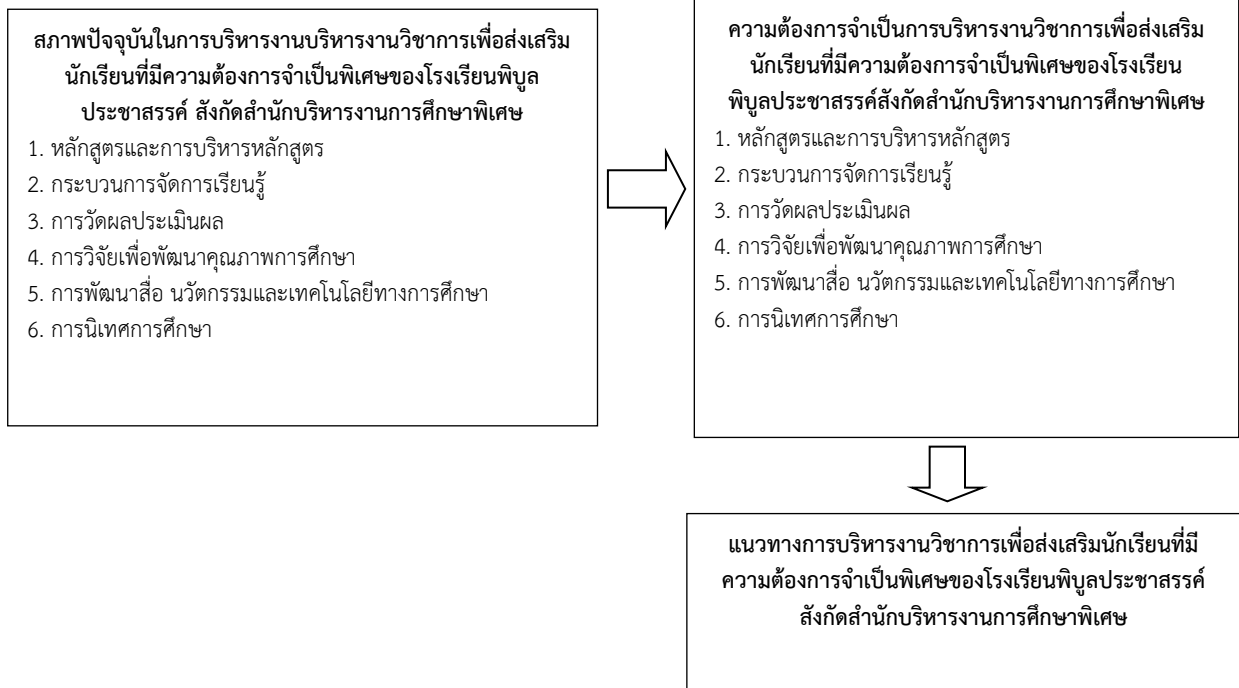 สภาพปัจจุบันในการบริหารงานบริหารงานวิชาการเพื่อส่งเสริม
นักเรียนที่มีความต้องการจำเป็นพิเศษของโรงเรียนพิบูล
ประชาสรรค์ สังกัดสำนักบริหารงานการศึกษาพิเศษ
1. หลักสูตรและการบริหารหลักสูตร
2. กระบวนการจัดการเรียนรู้
3. การวัดผลประเมินผล
4. การวิจัยเพื่อพัฒนาคุณภาพการศึกษา
5. การพัฒนาสื่อ นวัตกรรมและเทคโนโลยีทางการศึกษา
6. การนิเทศการศึกษา
ความต้องการจำเป็นการบริหารงานวิชาการเพื่อส่งเสริม
นักเรียนที่มีความต้องการจำเป็นพิเศษของโรงเรียน
พิบูลประชาสรรค์สังกัดสำนักบริหารงานการศึกษาพิเศษ
1. หลักสูตรและการบริหารหลักสูตร
2. กระบวนการจัดการเรียนรู้
3. การวัดผลประเมินผล
4. การวิจัยเพื่อพัฒนาคุณภาพการศึกษา
5. การพัฒนาสื่อ นวัตกรรมและเทคโนโลยีทางการศึกษา
6. การนิเทศการศึกษา
แนวทางการบริหารงานวิชาการเพื่อส่งเสริมนักเรียนที่มี
ความต้องการจำเป็นพิเศษของโรงเรียนพิบูลประชาสรรค์
สังกัดสำนักบริหารงานการศึกษาพิเศษ